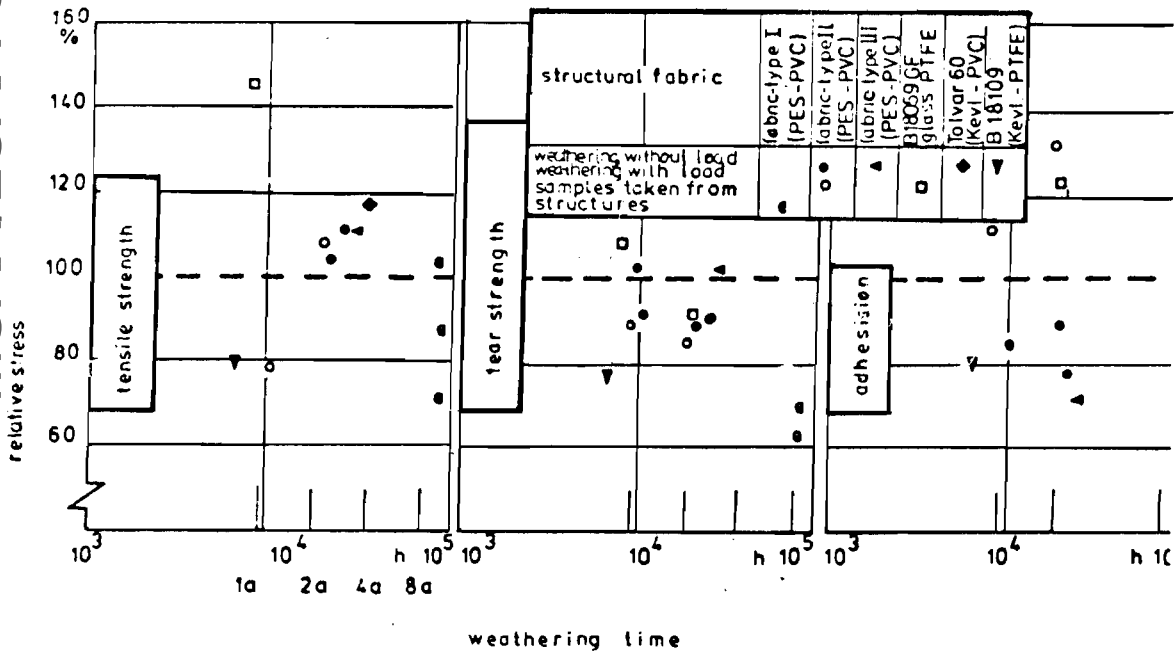 160
%
140
120
100
80
60
relative stress
tensile strength
tear strength
adhesision
structural fabric
fabric-type I
(PES-PVC)
fabric-type II
(PES-PVC)
fabric-type III
(PES-PVC)
B18059 GF
glass-PTFE
Tolvar 60
(Kevl-PVC)
B 18109
(Kevl-PTFE)
weathering without load
weathering with load
samples taken from
structures
10³ 10⁴ h 10⁵
10³ 10⁴ h 10⁵
10³ 10⁴ h
1a 2a 4a 8a
weathering time